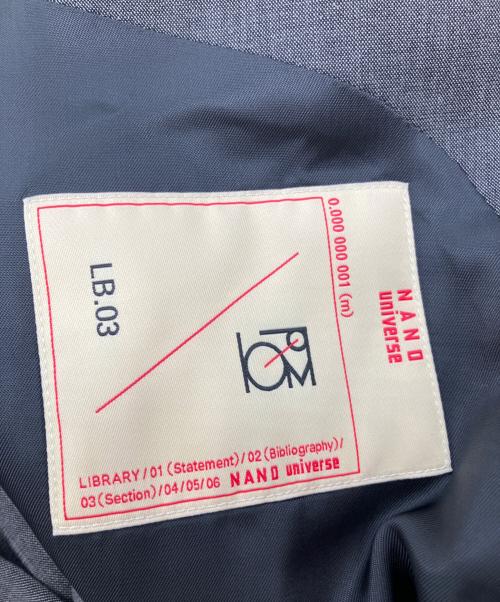 NANO
universe
0.000 000 001 (m)
LB.03
LIBRARY/01 (Statement)/02 (Bibliography)/
03 (Section)/04/05/06 NANO universe